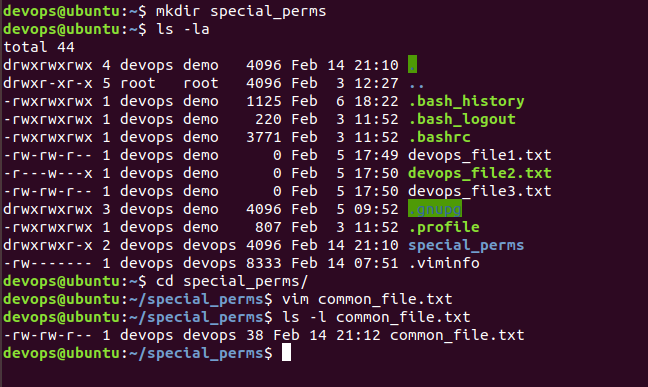 devops@ubuntu:~$ mkdir special_perms
devops@ubuntu:~$ ls -la
total 44
drwxrwxrwx 4 devops demo   4096 Feb 14 21:10 .
drwxr-xr-x 5 root   root   4096 Feb  3 12:27 ..
-rwxrwxrwx 1 devops demo   1125 Feb  6 18:22 .bash_history
-rwxrwxrwx 1 devops demo    220 Feb  3 11:52 .bash_logout
-rwxrwxrwx 1 devops demo   3771 Feb  3 11:52 .bashrc
-rw-rw-r-- 1 devops demo      0 Feb  5 17:49 devops_file1.txt
-r---w---x 1 devops demo      0 Feb  5 17:50 devops_file2.txt
-rw-rw-r-- 1 devops demo      0 Feb  5 17:50 devops_file3.txt
drwxrwxrwx 3 devops demo   4096 Feb  5 09:52 .gnupg
-rwxrwxrwx 1 devops demo    807 Feb  3 11:52 .profile
drwxrwxr-x 2 devops devops 4096 Feb 14 21:10 special_perms
-rw------- 1 devops devops 8333 Feb 14 07:51 .viminfo
devops@ubuntu:~$ cd special_perms/
devops@ubuntu:~/special_perms$ vim common_file.txt
devops@ubuntu:~/special_perms$ ls -l common_file.txt
-rw-rw-r-- 1 devops devops 38 Feb 14 21:12 common_file.txt
devops@ubuntu:~/special_perms$